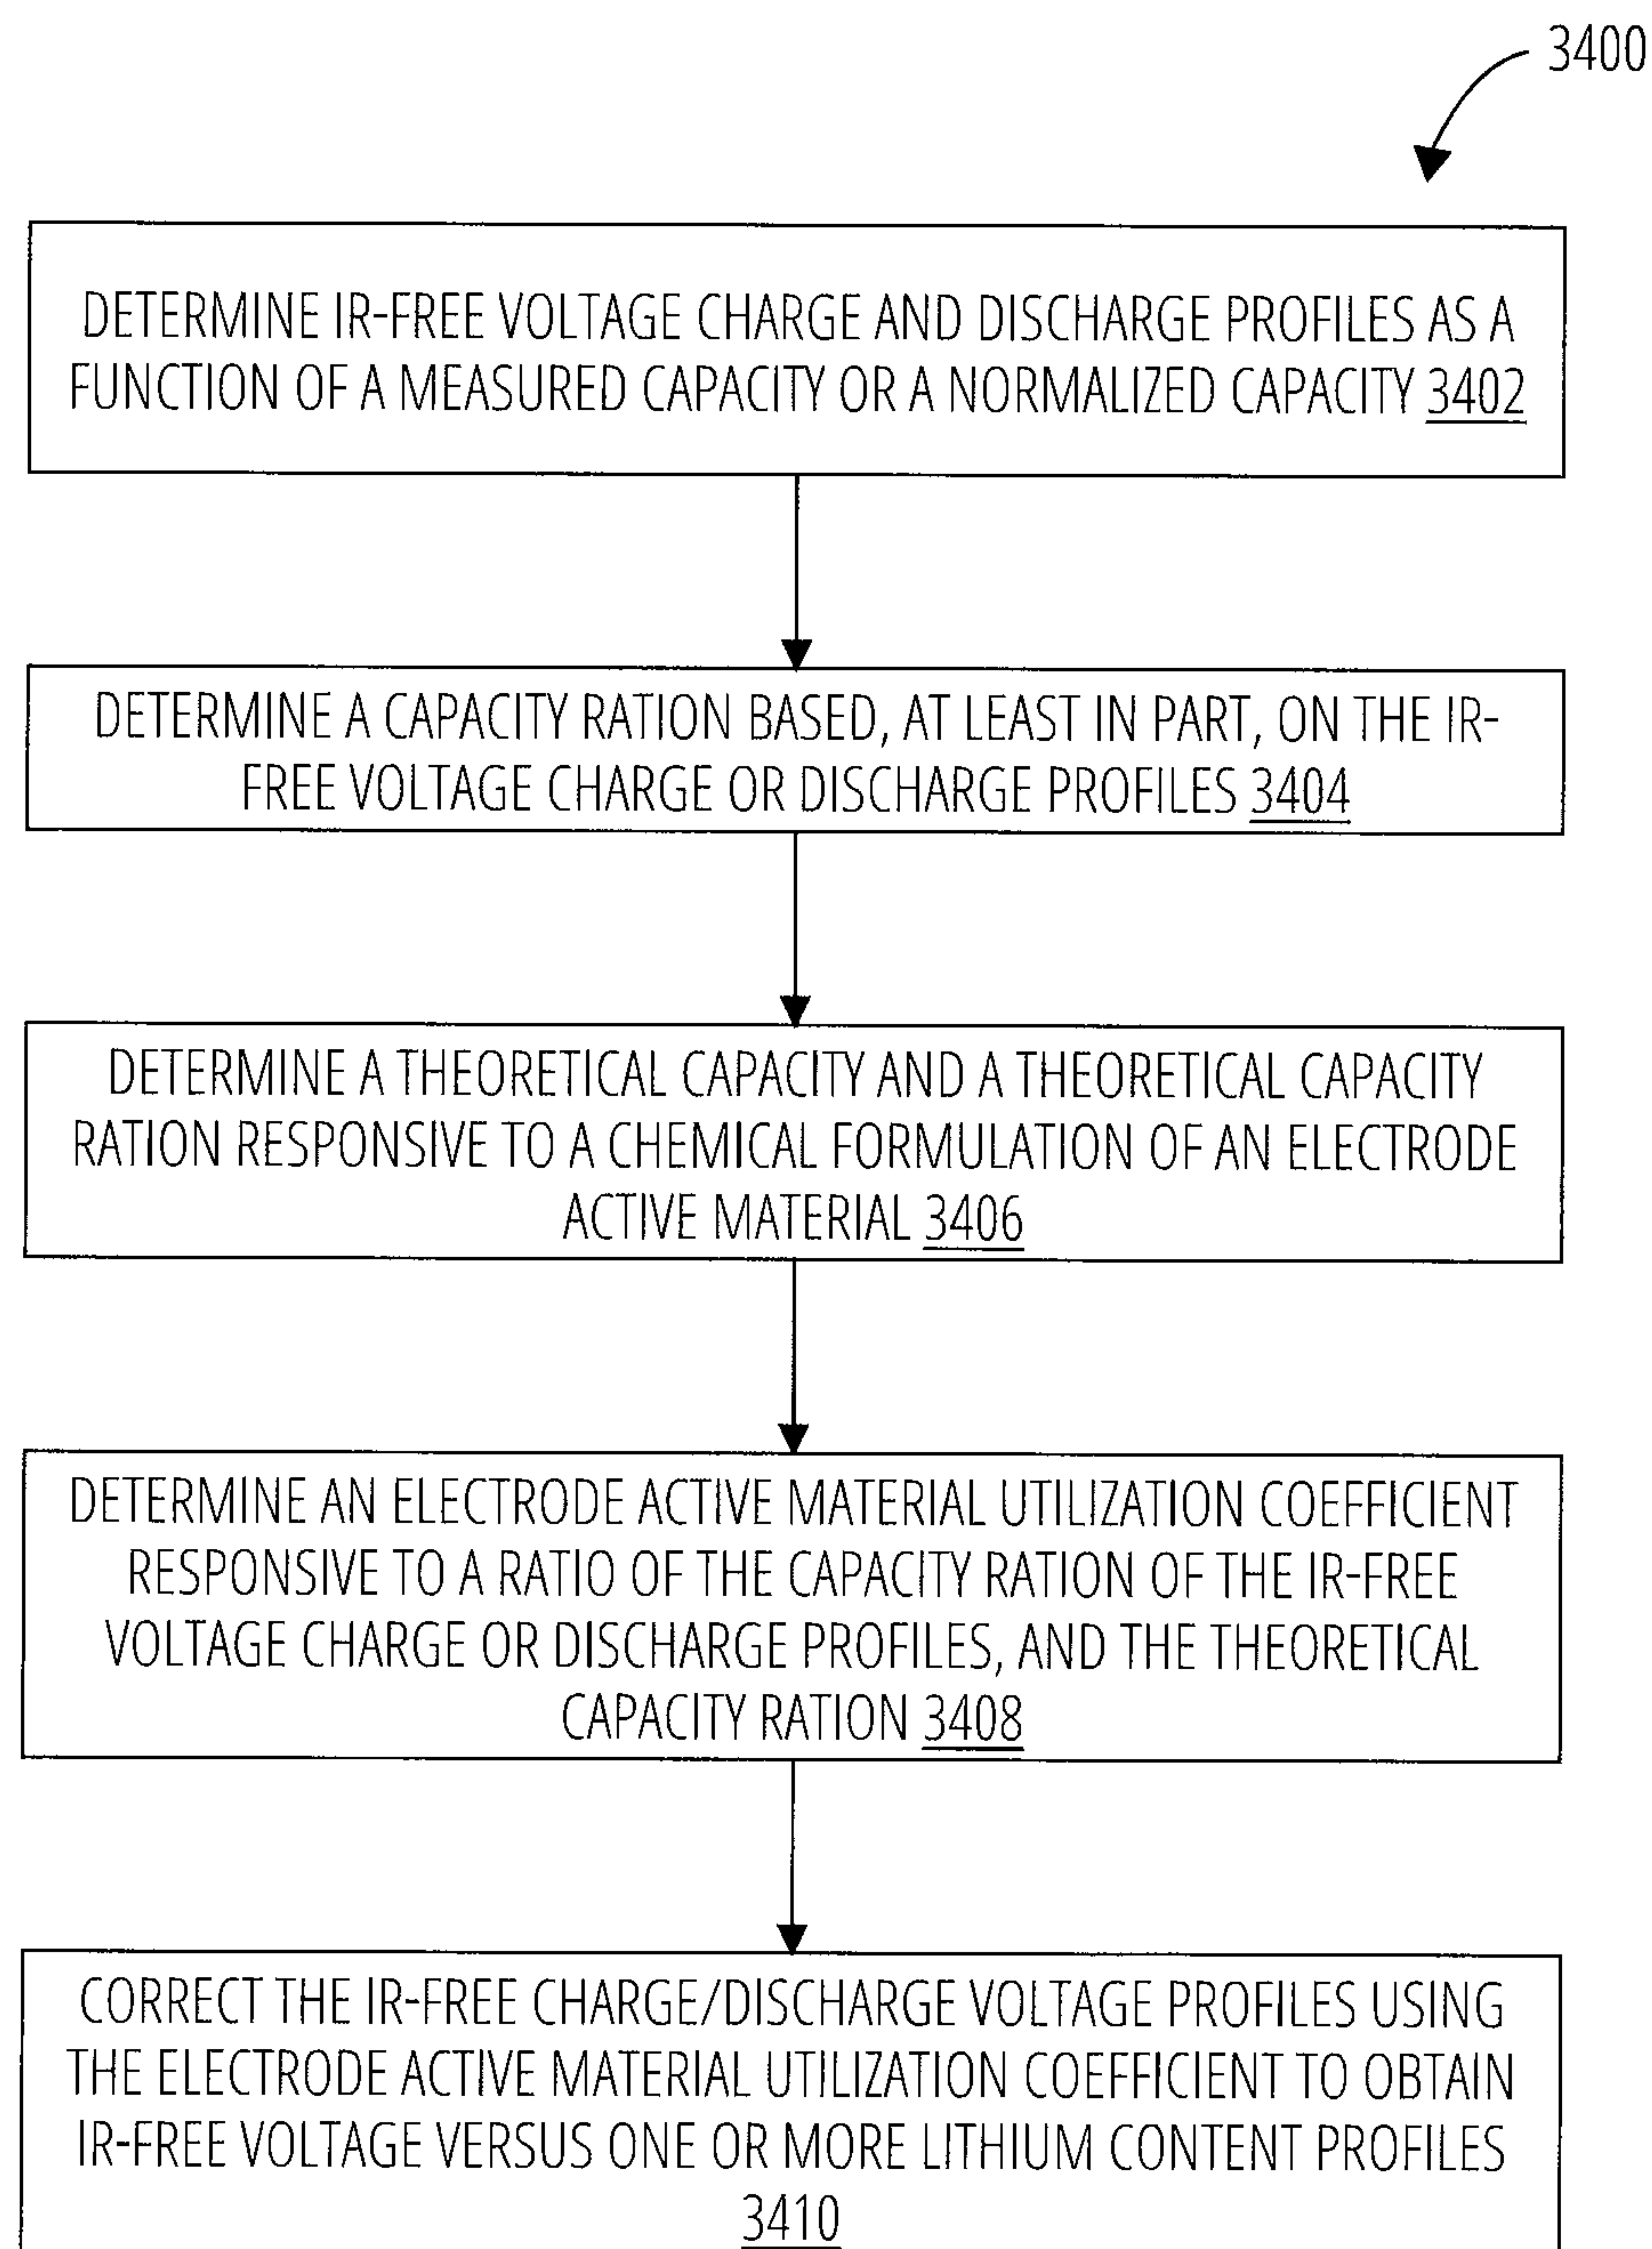 3400
DETERMINE IR-FREE VOLTAGE CHARGE AND DISCHARGE PROFILES AS A
FUNCTION OF A MEASURED CAPACITY OR A NORMALIZED CAPACITY 3402
DETERMINE A CAPACITY RATION BASED, AT LEAST IN PART, ON THE IR-
FREE VOLTAGE CHARGE OR DISCHARGE PROFILES 3404
DETERMINE A THEORETICAL CAPACITY AND A THEORETICAL CAPACITY
RATION RESPONSIVE TO A CHEMICAL FORMULATION OF AN ELECTRODE
ACTIVE MATERIAL 3406
DETERMINE AN ELECTRODE ACTIVE MATERIAL UTILIZATION COEFFICIENT
RESPONSIVE TO A RATIO OF THE CAPACITY RATION OF THE IR-FREE
VOLTAGE CHARGE OR DISCHARGE PROFILES, AND THE THEORETICAL
CAPACITY RATION 3408
CORRECT THE IR-FREE CHARGE/DISCHARGE VOLTAGE PROFILES USING
THE ELECTRODE ACTIVE MATERIAL UTILIZATION COEFFICIENT TO OBTAIN
IR-FREE VOLTAGE VERSUS ONE OR MORE LITHIUM CONTENT PROFILES
3410